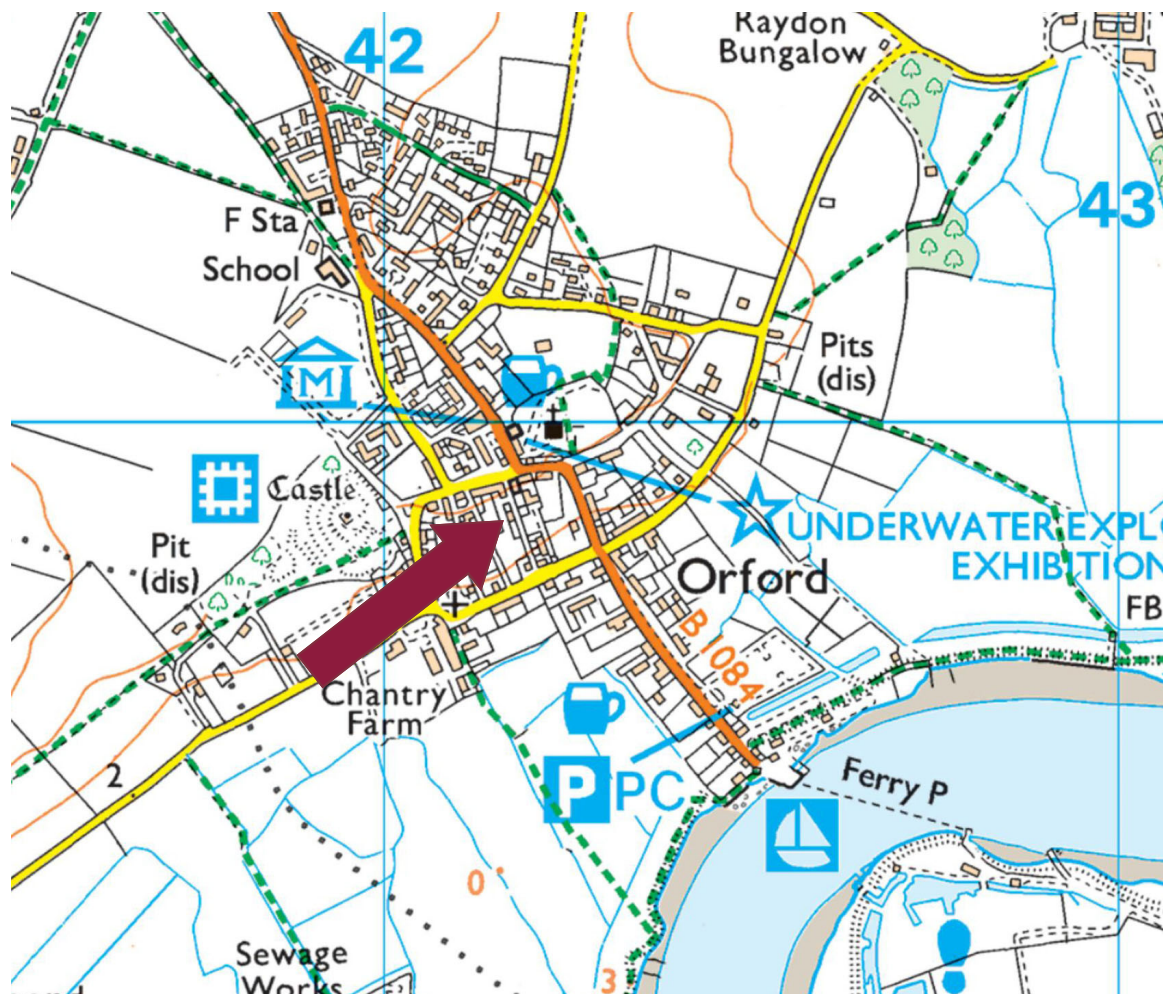 42
Raydon
Bungalow
43
F Sta
School
M
Pits
(dis)
Castle
Pit
(dis)
UNDERWATER EXPLO
EXHIBITION
Orford
FB
B 1084
Chantry
Farm
2
P PC
Ferry P
0
Sewage
Works
3